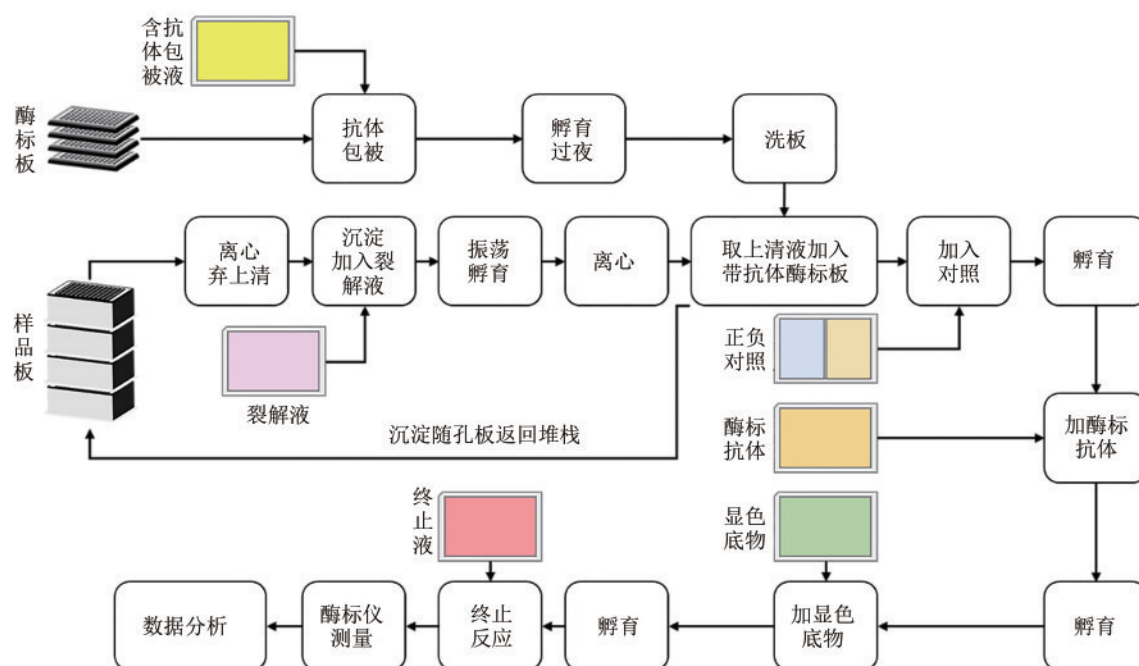 含抗
体包
被液
酶
标
板
抗体
包被
孵育
过夜
洗板
样
品
板
离心
弃上清
沉淀
加入裂
解液
振荡
孵育
离心
取上清液加入
带抗体酶标板
加入
对照
孵育
裂解液
正负
对照
沉淀随孔板返回堆栈
酶标
抗体
加酶标
抗体
终
止
液
显色
底物
数据分析
酶标仪
测量
终止
反应
孵育
加显色
底物
孵育